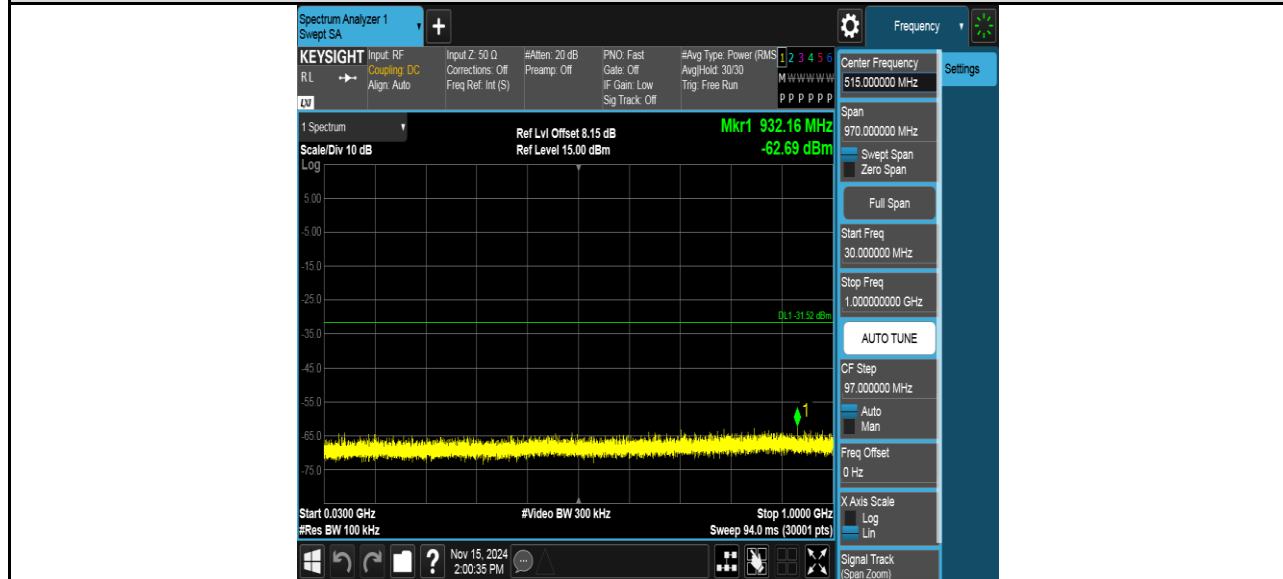 Spectrum Analyzer 1
Swept SA
+
Frequency
KEYSIGHT
RL
LXI
Input: RF
Coupling: DC
Align: Auto
Input Z: 50 Ω
Corrections: Off
Freq Ref: Int (S)
#Atten: 20 dB
Preamp: Off
PNO: Fast
Gate: Off
IF Gain: Low
Sig Track: Off
#Avg Type: Power (RMS
Avg|Hold: 30/30
Trig: Free Run
1 2 3 4 5 6
M W W W W W
P P P P P P
1 Spectrum
Scale/Div 10 dB
Ref Lvl Offset 8.15 dB
Ref Level 15.00 dBm
Mkr1 932.16 MHz
-62.69 dBm
Log
5.00
-5.00
-15.0
-25.0
-35.0
-45.0
-55.0
-65.0
-75.0
DL1 -31.52 dBm
1
Start 0.0300 GHz
#Res BW 100 kHz
#Video BW 300 kHz
Stop 1.0000 GHz
Sweep 94.0 ms (30001 pts)
?
Nov 15, 2024
2:00:35 PM
Center Frequency
515.000000 MHz
Settings
Span
970.000000 MHz
Swept Span
Zero Span
Full Span
Start Freq
30.000000 MHz
Stop Freq
1.000000000 GHz
AUTO TUNE
CF Step
97.000000 MHz
Auto
Man
Freq Offset
0 Hz
X Axis Scale
Log
Lin
Signal Track
(Span Zoom)